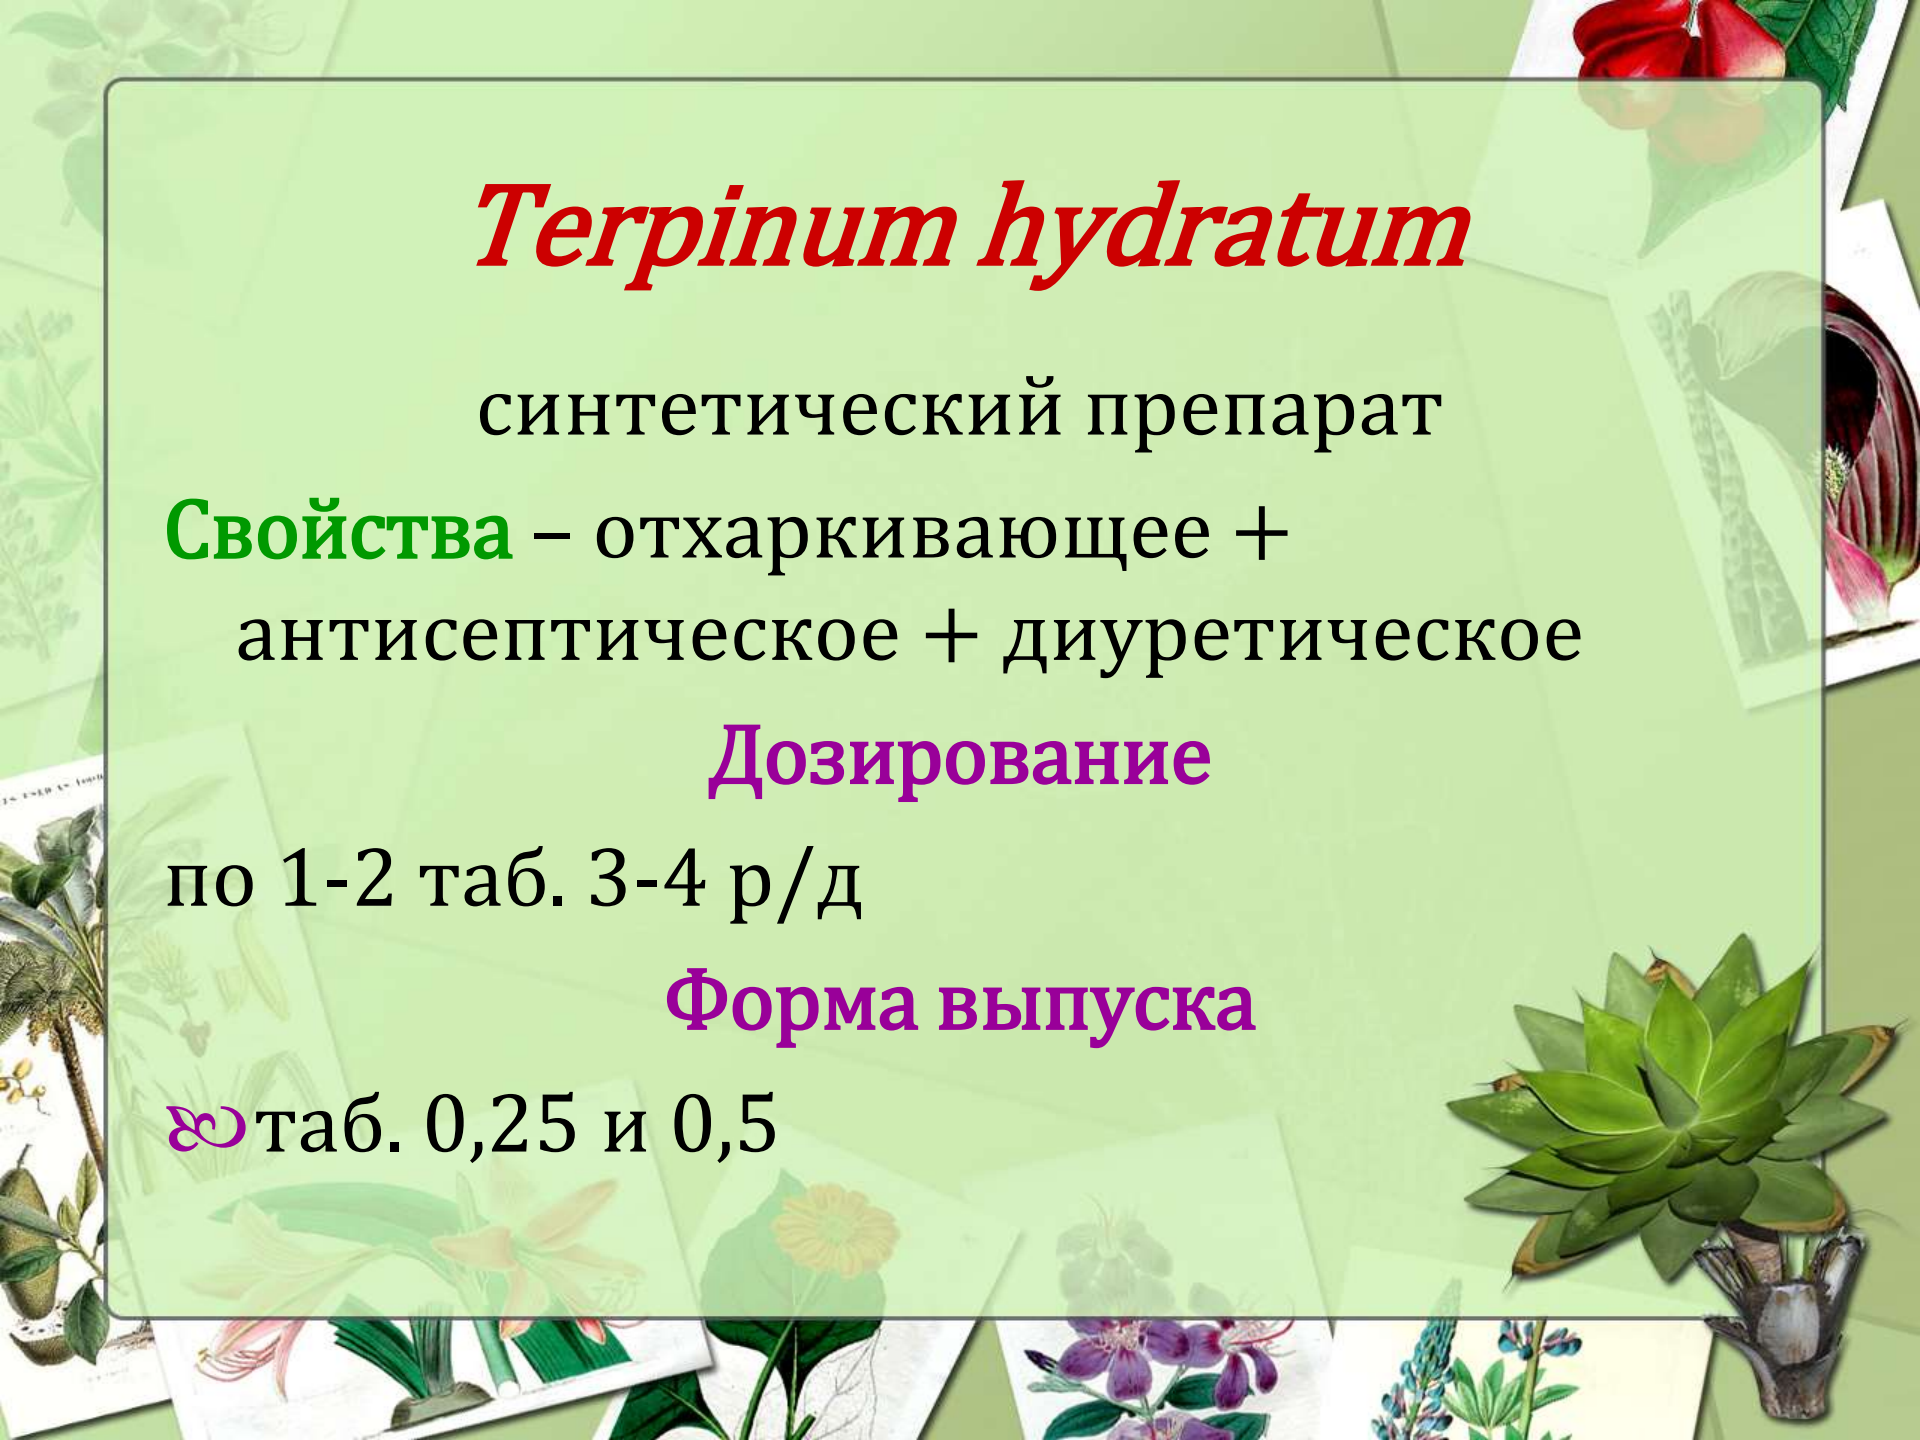 Terpinum hydratum
синтетический препарат
Свойства – отхаркивающее +
антисептическое + диуретическое
Дозирование
по 1-2 таб. 3-4 р/д
Форма выпуска
таб. 0,25 и 0,5